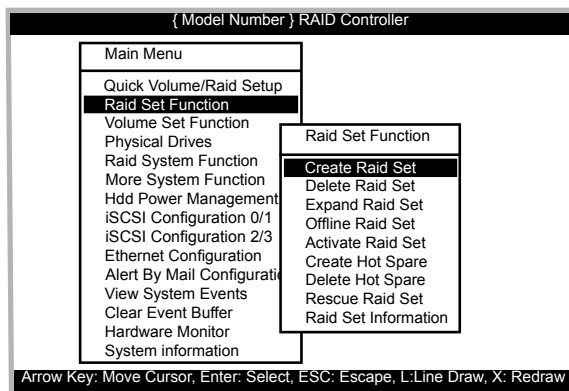 { Model Number } RAID Controller
Main Menu
Quick Volume/Raid Setup
Raid Set Function
Volume Set Function
Physical Drives
Raid System Function
More System Function
Hdd Power Management
iSCSI Configuration 0/1
iSCSI Configuration 2/3
Ethernet Configuration
Alert By Mail Configuratio
View System Events
Clear Event Buffer
Hardware Monitor
System information
Raid Set Function
Create Raid Set
Delete Raid Set
Expand Raid Set
Offline Raid Set
Activate Raid Set
Create Hot Spare
Delete Hot Spare
Rescue Raid Set
Raid Set Information
Arrow Key: Move Cursor, Enter: Select, ESC: Escape, L:Line Draw, X: Redraw